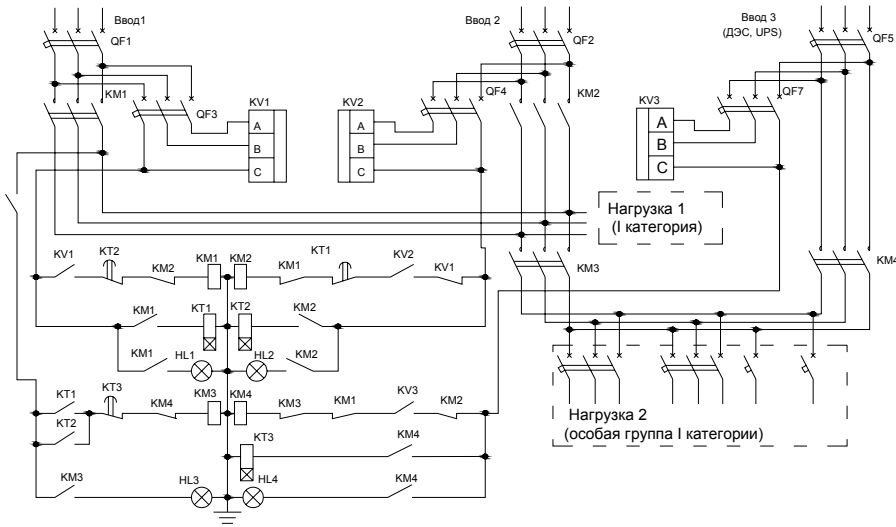 Ввод1
Ввод 2
Ввод 3
(ДЭС, UPS)
QF1
QF2
QF5
KM1
QF3
KV1
KV2
QF4
KM2
KV3
QF7
A
B
C
A
B
C
A
B
C
Нагрузка 1
(I категория)
KV1
KT2
KM2
KM1
KM2
KM1
KT1
KV2
KV1
KM3
KM4
KM1
KT1
KT2
KM2
KM1
HL1
HL2
KM2
KT1
KT3
KM4
KM3
KM4
KM3
KM1
KV3
KM2
KT2
KT3
KM4
KM3
HL3
HL4
KM4
Нагрузка 2
(особая группа I категории)